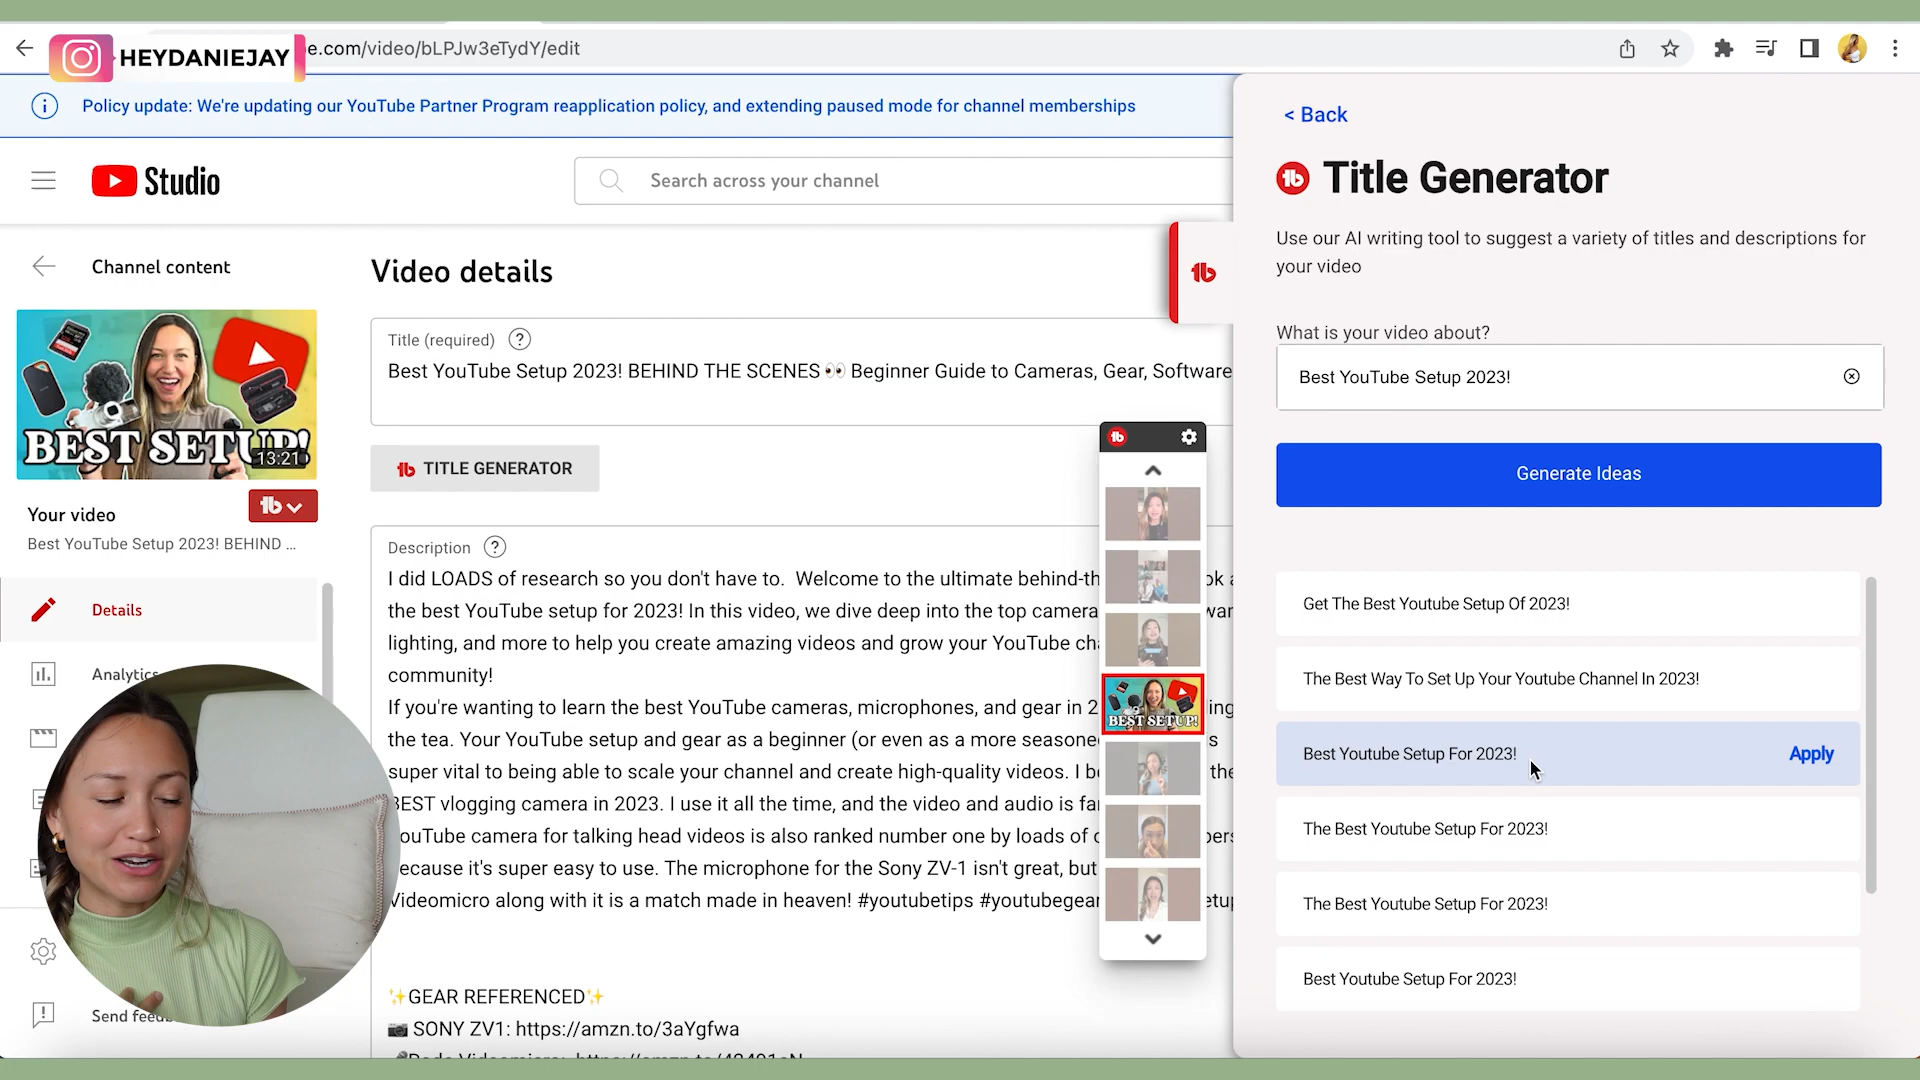 HEYDANIEJAY
e.com/video/bLPJw3eTydY/edit
Policy update: We're updating our YouTube Partner Program reapplication policy, and extending paused mode for channel memberships
Studio
Search across your channel
Channel content
BEST SETUP!
13:21
Your video
Best YouTube Setup 2023! BEHIND ...
Details
Analytics
Send feed
Video details
Title (required)
Best YouTube Setup 2023! BEHIND THE SCENES 👀 Beginner Guide to Cameras, Gear, Software
TITLE GENERATOR
Description
I did LOADS of research so you don't have to.  Welcome to the ultimate behind-th
the best YouTube setup for 2023! In this video, we dive deep into the top camera
lighting, and more to help you create amazing videos and grow your YouTube ch
community!
If you're wanting to learn the best YouTube cameras, microphones, and gear in 2
the tea. Your YouTube setup and gear as a beginner (or even as a more seasone
super vital to being able to scale your channel and create high-quality videos. I b
BEST vlogging camera in 2023. I use it all the time, and the video and audio is fa
YouTube camera for talking head videos is also ranked number one by loads of
because it's super easy to use. The microphone for the Sony ZV-1 isn't great, but
Videomicro along with it is a match made in heaven! #youtubetips #youtubegear
✨GEAR REFERENCED✨
📷 SONY ZV1: https://amzn.to/3aYgfwa
BEST SETUP!
< Back
Title Generator
Use our AI writing tool to suggest a variety of titles and descriptions for
your video
What is your video about?
Best YouTube Setup 2023!
Generate Ideas
Get The Best Youtube Setup Of 2023!
The Best Way To Set Up Your Youtube Channel In 2023!
Best Youtube Setup For 2023!
Apply
The Best Youtube Setup For 2023!
The Best Youtube Setup For 2023!
Best Youtube Setup For 2023!